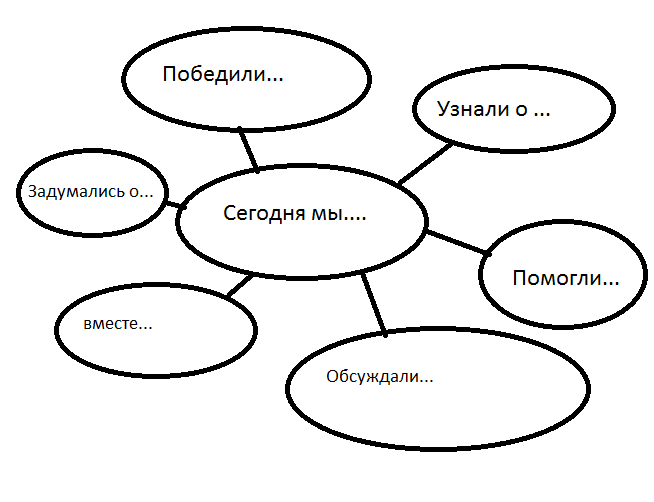 Победили...
Узнали о ...
Задумались о...
Сегодня мы....
Помогли...
вместе...
Обсуждали...